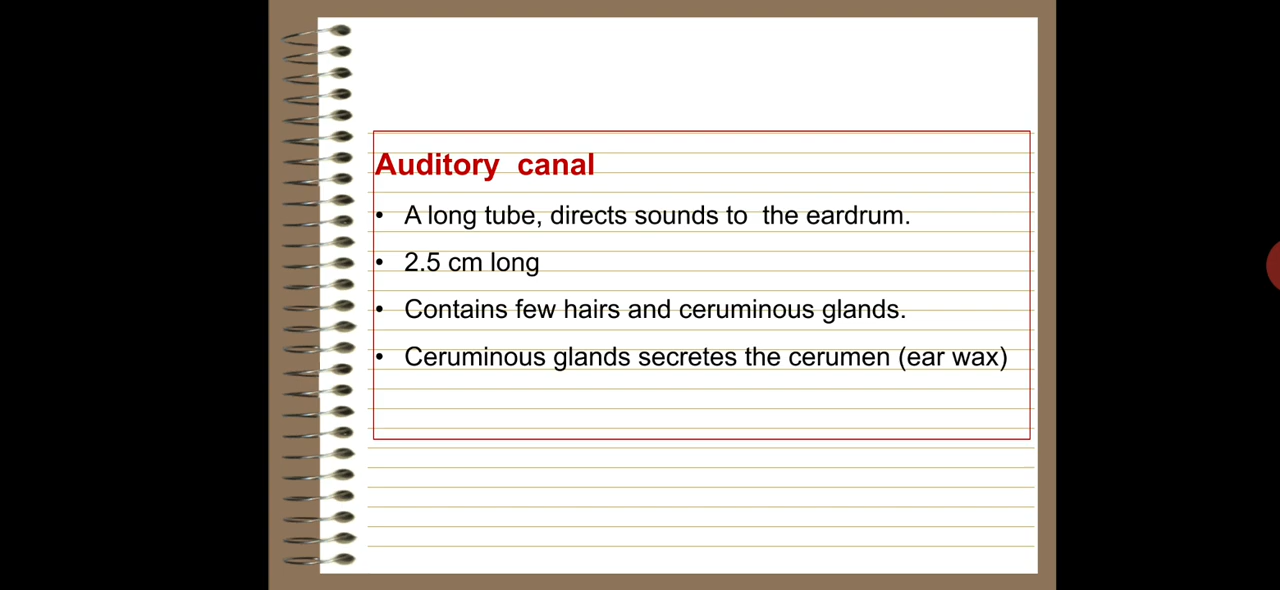 Auditory  canal
• A long tube, directs sounds to  the eardrum.
• 2.5 cm long
• Contains few hairs and ceruminous glands.
• Ceruminous glands secretes the cerumen (ear wax)